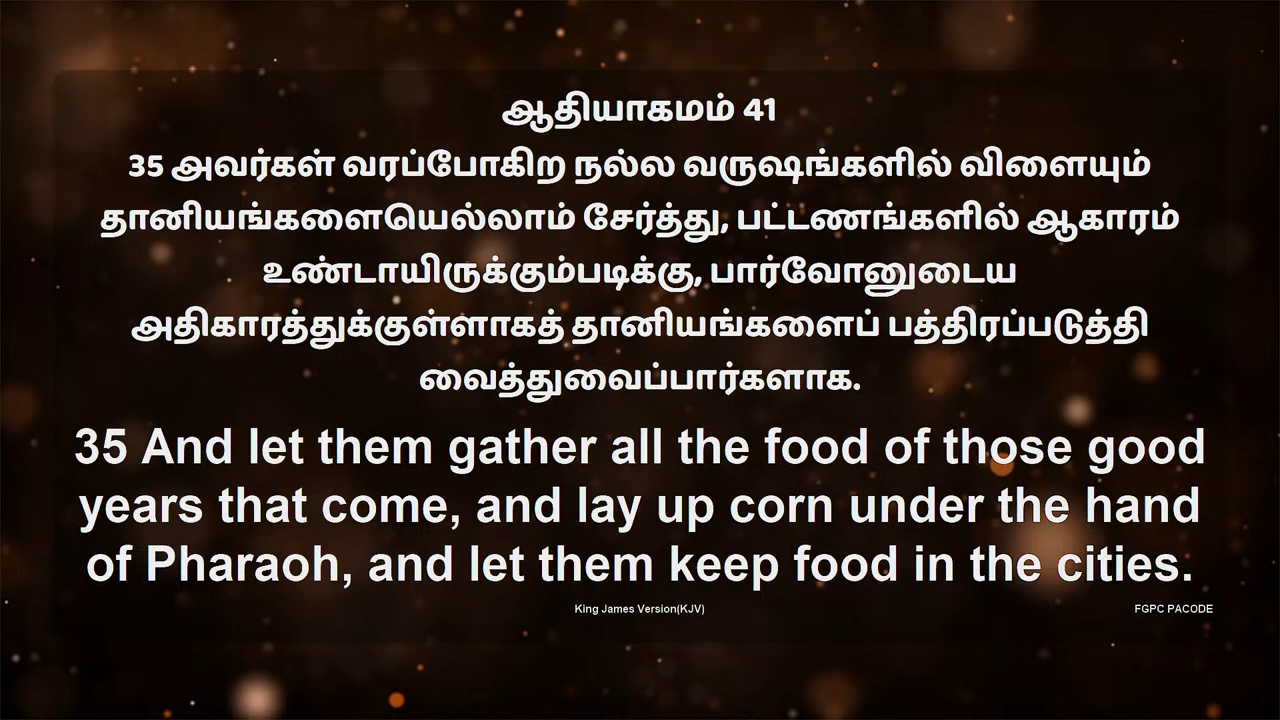 ஆதியாகமம் 41
35 அவர்கள் வரப்போகிற நல்ல வருஷங்களில் விளையும்
தானியங்களையெல்லாம் சேர்த்து, பட்டணங்களில் ஆகாரம்
உண்டாயிருக்கும்படிக்கு, பார்வோனுடைய
அதிகாரத்துக்குள்ளாகத் தானியங்களைப் பத்திரப்படுத்தி
வைத்துவைப்பார்களாக.
35 And let them gather all the food of those good
years that come, and lay up corn under the hand
of Pharaoh, and let them keep food in the cities.
King James Version(KJV)
FGPC PACODE